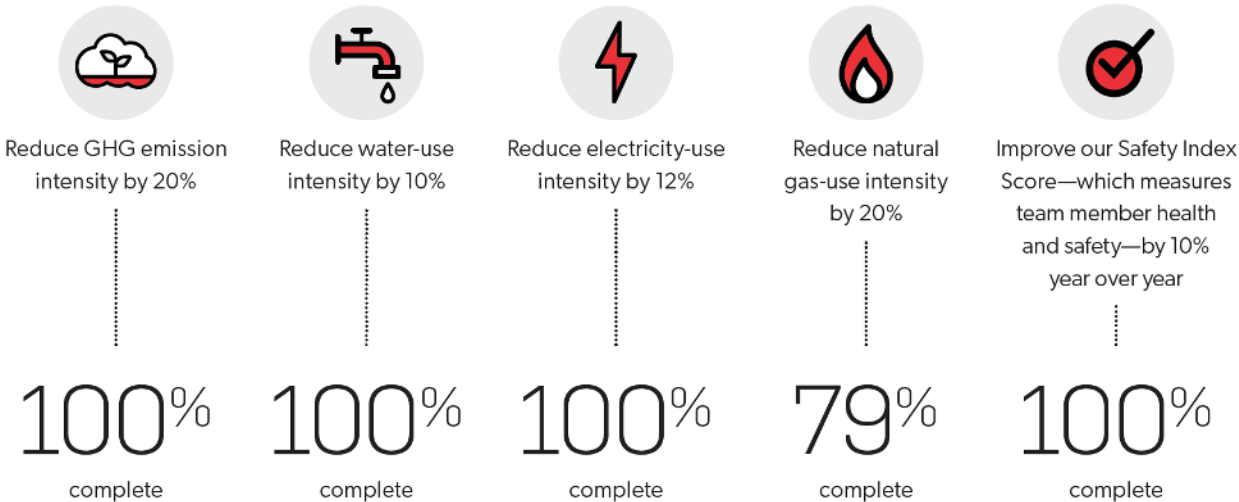 Reduce GHG emission
intensity by 20%
100%
complete
Reduce water-use
intensity by 10%
100%
complete
Reduce electricity-use
intensity by 12%
100%
complete
Reduce natural
gas-use intensity
by 20%
79%
complete
Improve our Safety Index
Score—which measures
team member health
and safety—by 10%
year over year
100%
complete